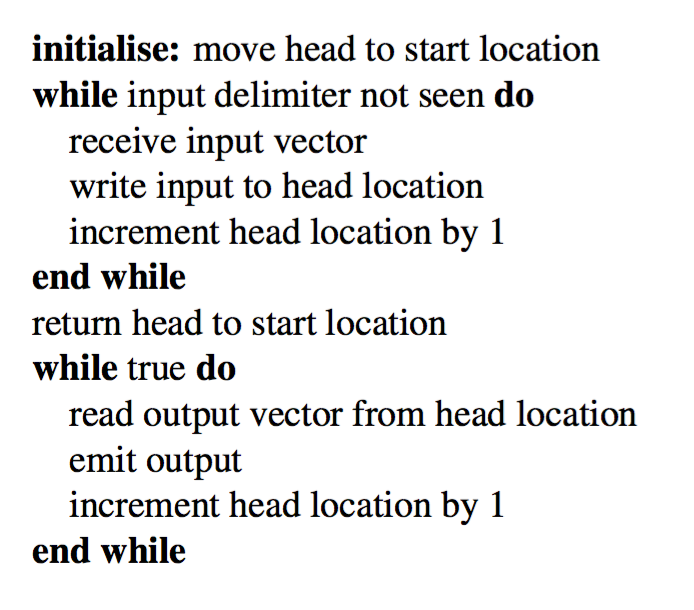 initialise: move head to start location
while input delimiter not seen do
receive input vector
write input to head location
increment head location by 1
end while
return head to start location
while true do
read output vector from head location
emit output
increment head location by 1
end while